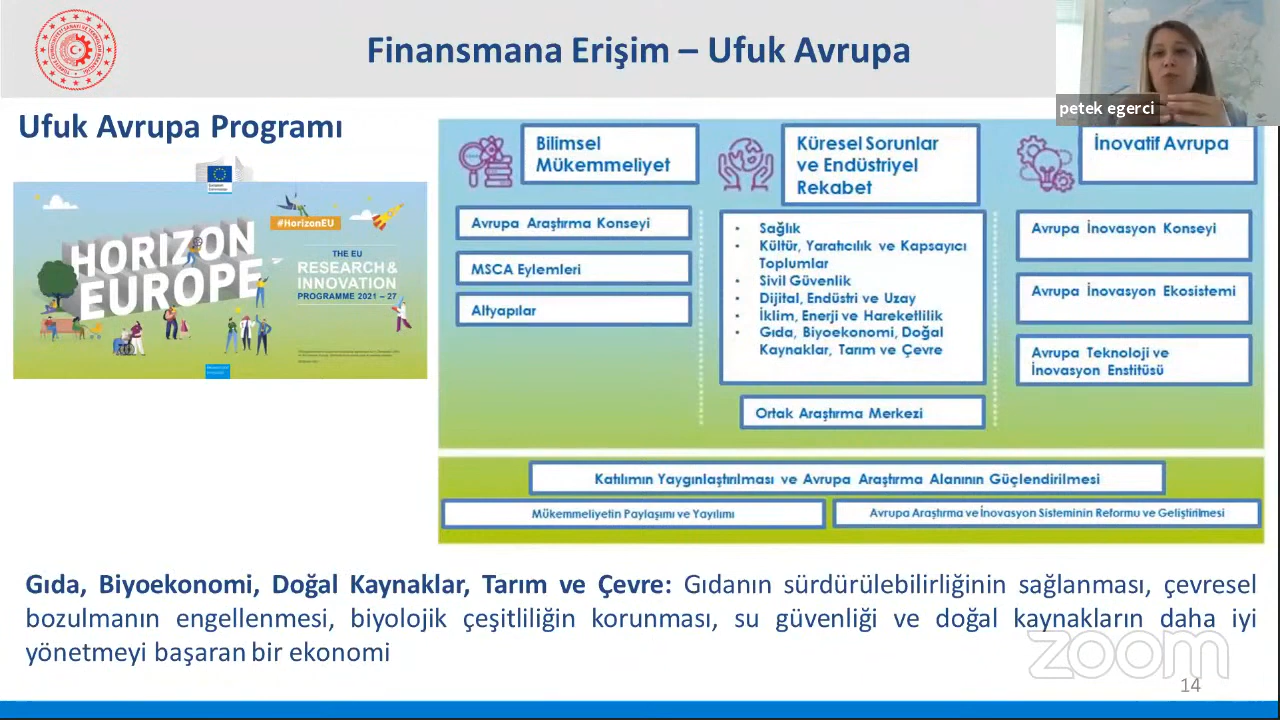 Finansmana Erişim – Ufuk Avrupa
petek egerci
Ufuk Avrupa Programı
#HorizonEU
HORIZON
EUROPE
THE EU
RESEARCH &
INNOVATION
PROGRAMME 2021 – 27
Bilimsel
Mükemmeliyet
Avrupa Araştırma Konseyi
MSCA Eylemleri
Altyapılar
Küresel Sorunlar
ve Endüstriyel
Rekabet
• Sağlık
• Kültür, Yaratıcılık ve Kapsayıcı
Toplumlar
• Sivil Güvenlik
• Dijital, Endüstri ve Uzay
• İklim, Enerji ve Hareketlilik
• Gıda, Biyoekonomi, Doğal
Kaynaklar, Tarım ve Çevre
Ortak Araştırma Merkezi
İnovatif Avrupa
Avrupa İnovasyon Konseyi
Avrupa İnovasyon Ekosistemi
Avrupa Teknoloji ve
İnovasyon Enstitüsü
Katılımın Yaygınlaştırılması ve Avrupa Araştırma Alanının Güçlendirilmesi
Mükemmeliyetin Paylaşımı ve Yayılımı
Avrupa Araştırma ve İnovasyon Sisteminin Reformu ve Geliştirilmesi
Gıda, Biyoekonomi, Doğal Kaynaklar, Tarım ve Çevre: Gıdanın sürdürülebilirliğinin sağlanması, çevresel
bozulmanın engellenmesi, biyolojik çeşitliliğin korunması, su güvenliği ve doğal kaynakların daha iyi
yönetmeyi başaran bir ekonomi
zoom
14